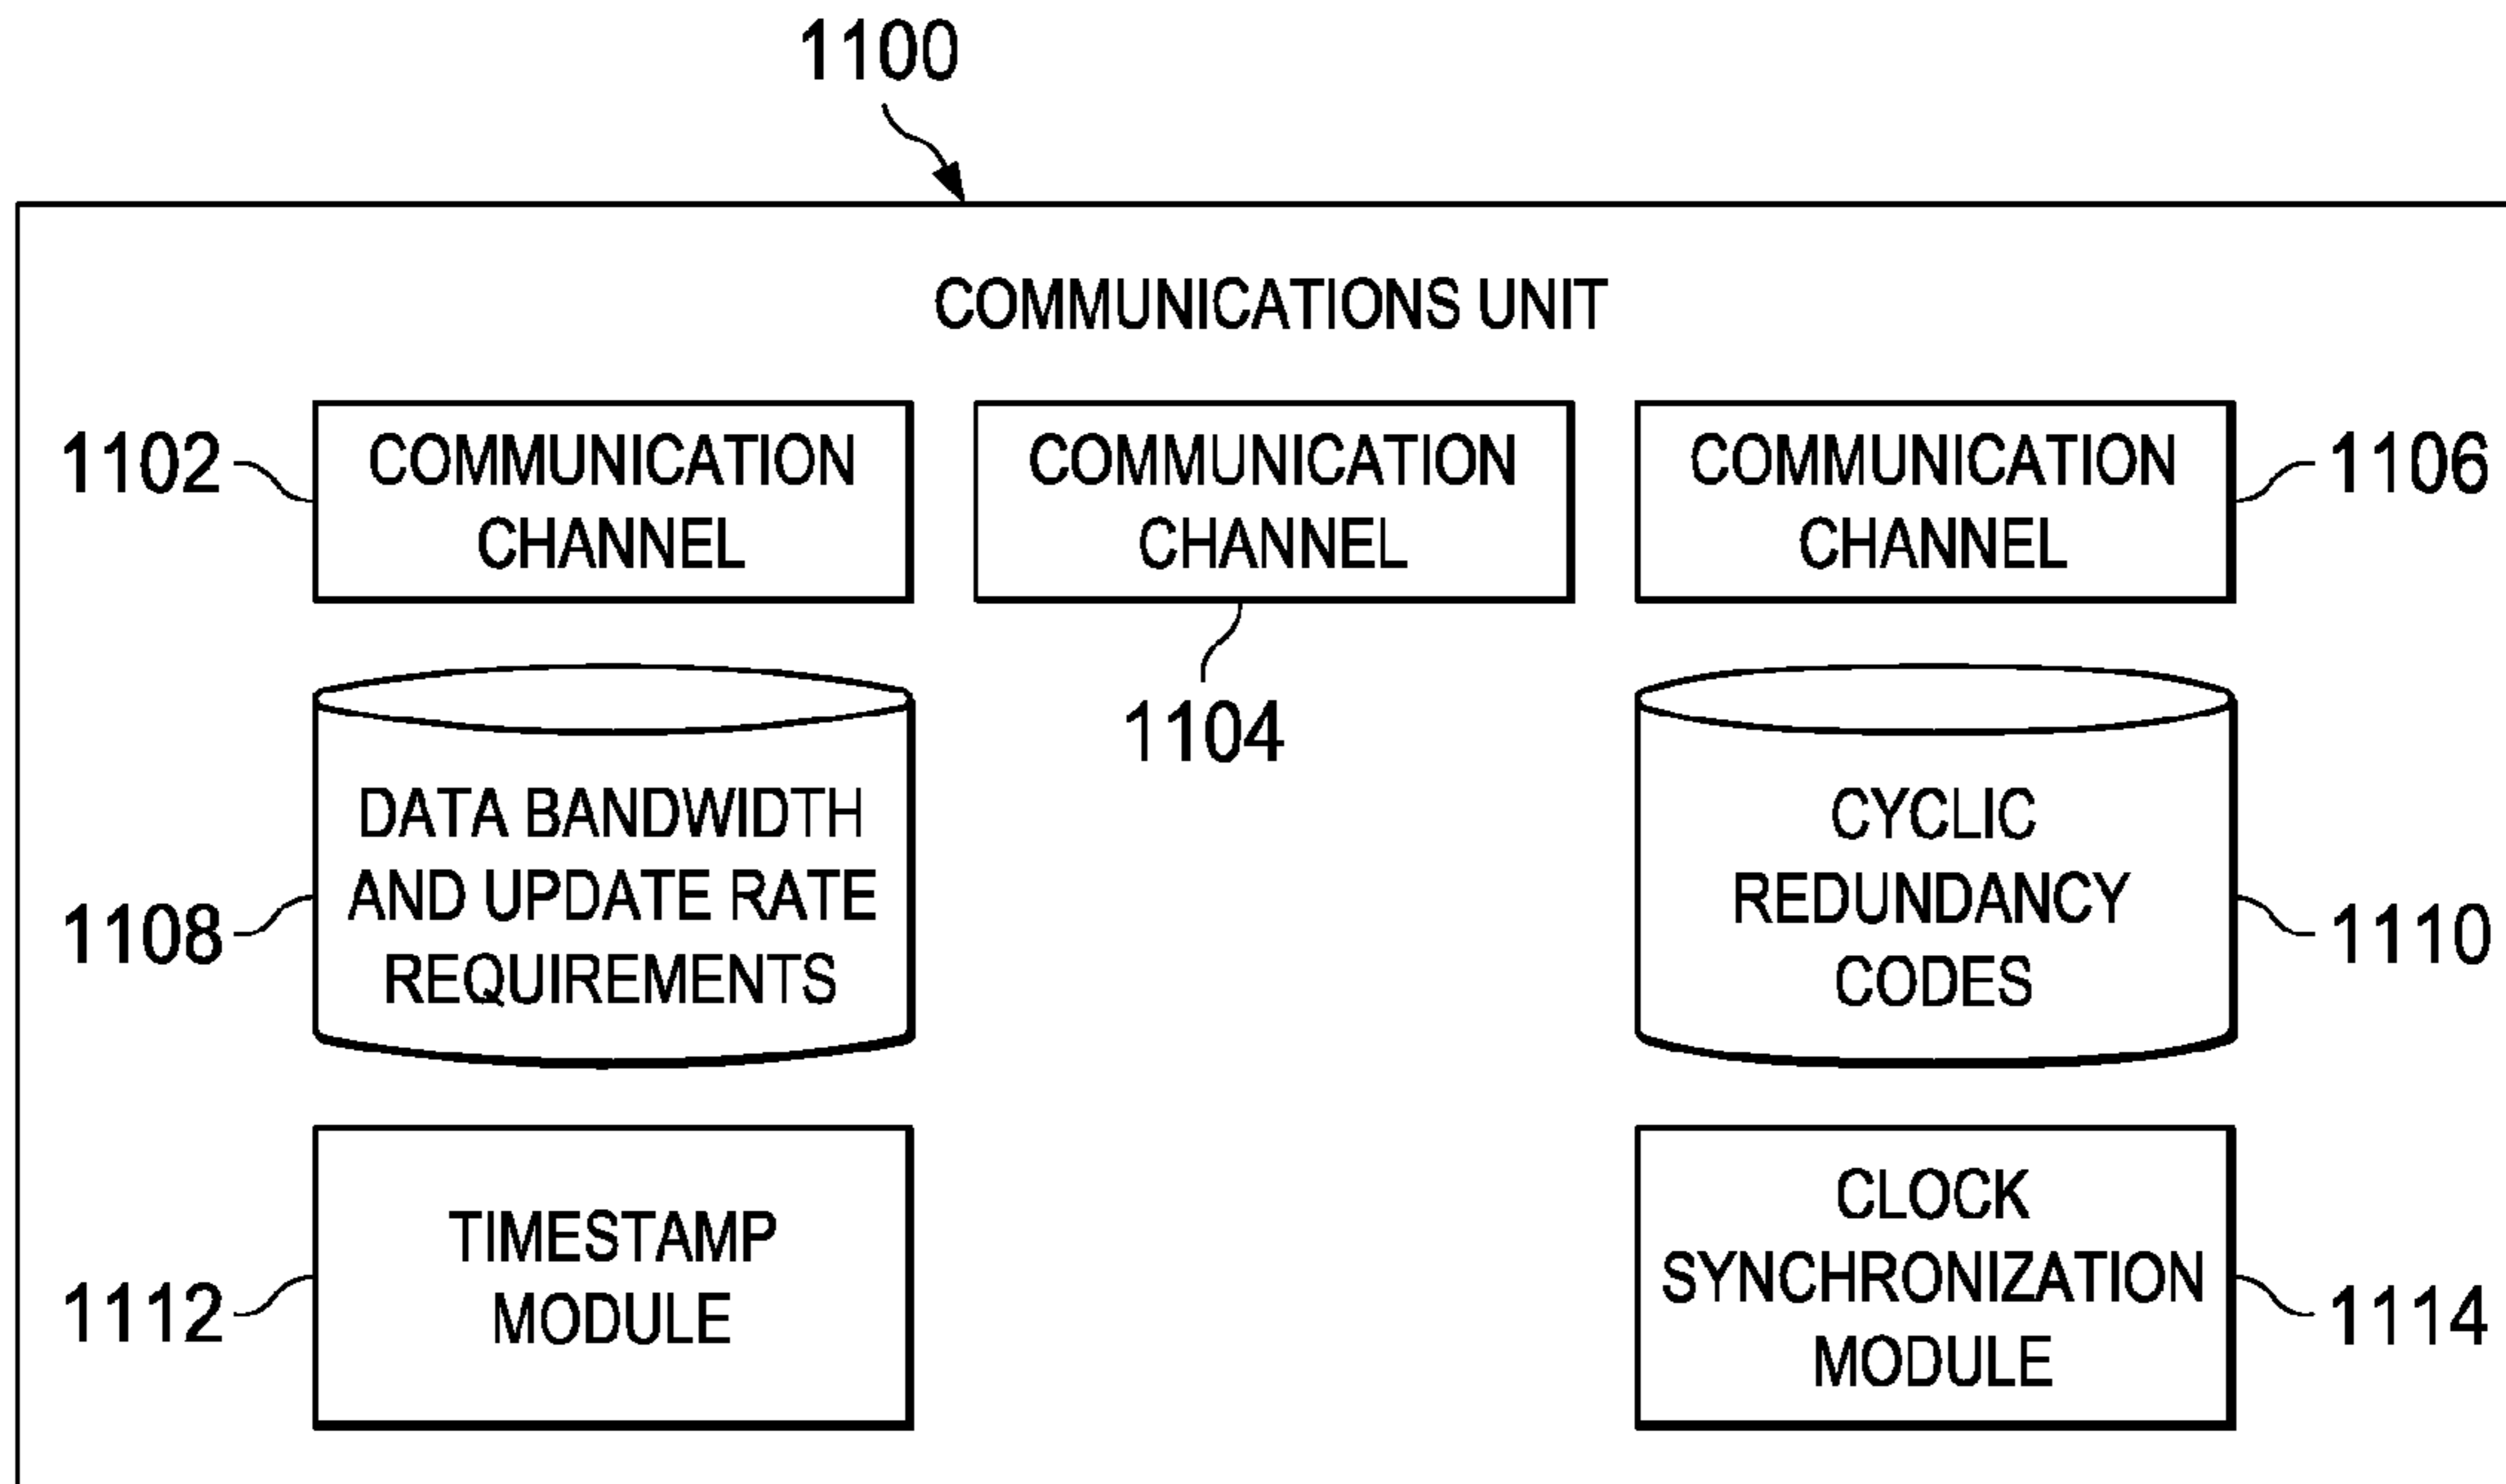 1100
COMMUNICATIONS UNIT
1102
COMMUNICATION
CHANNEL
COMMUNICATION
CHANNEL
1104
COMMUNICATION
CHANNEL
1106
1108
DATA BANDWIDTH
AND UPDATE RATE
REQUIREMENTS
CYCLIC
REDUNDANCY
CODES
1110
1112
TIMESTAMP
MODULE
CLOCK
SYNCHRONIZATION
MODULE
1114